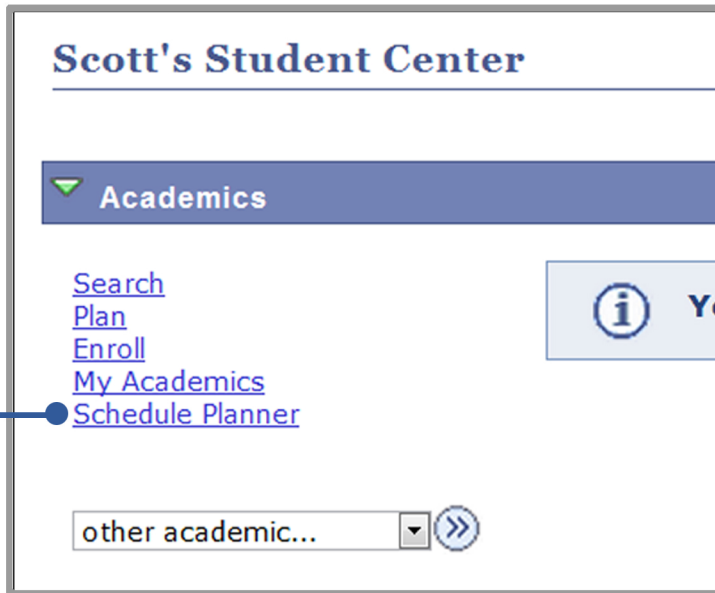 Scott's Student Center
Academics
Search
Plan
Enroll
My Academics
Schedule Planner
other academic...